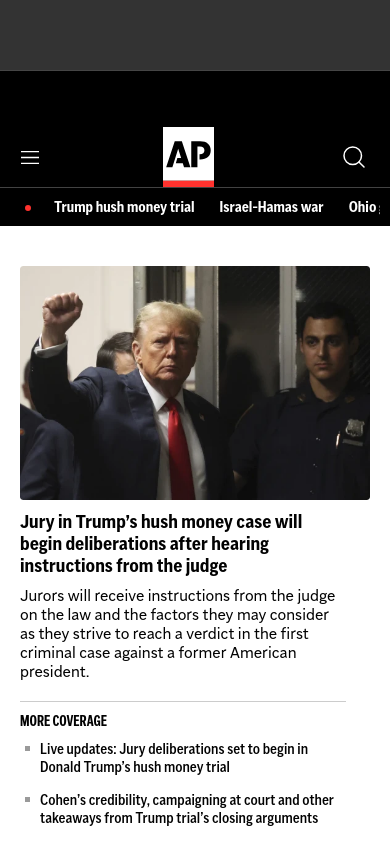 AP
Trump hush money trial Israel-Hamas war Ohio
Jury in Trump's hush money case will
begin deliberations after hearing
instructions from the judge
Jurors will receive instructions from the judge
on the law and the factors they may consider
as they strive to reach a verdict in the first
criminal case against a former American
president.
MORE COVERAGE
Live updates: Jury deliberations set to begin in
Donald Trump's hush money trial
Cohen's credibility, campaigning at court and other
takeaways from Trump trial's closing arguments